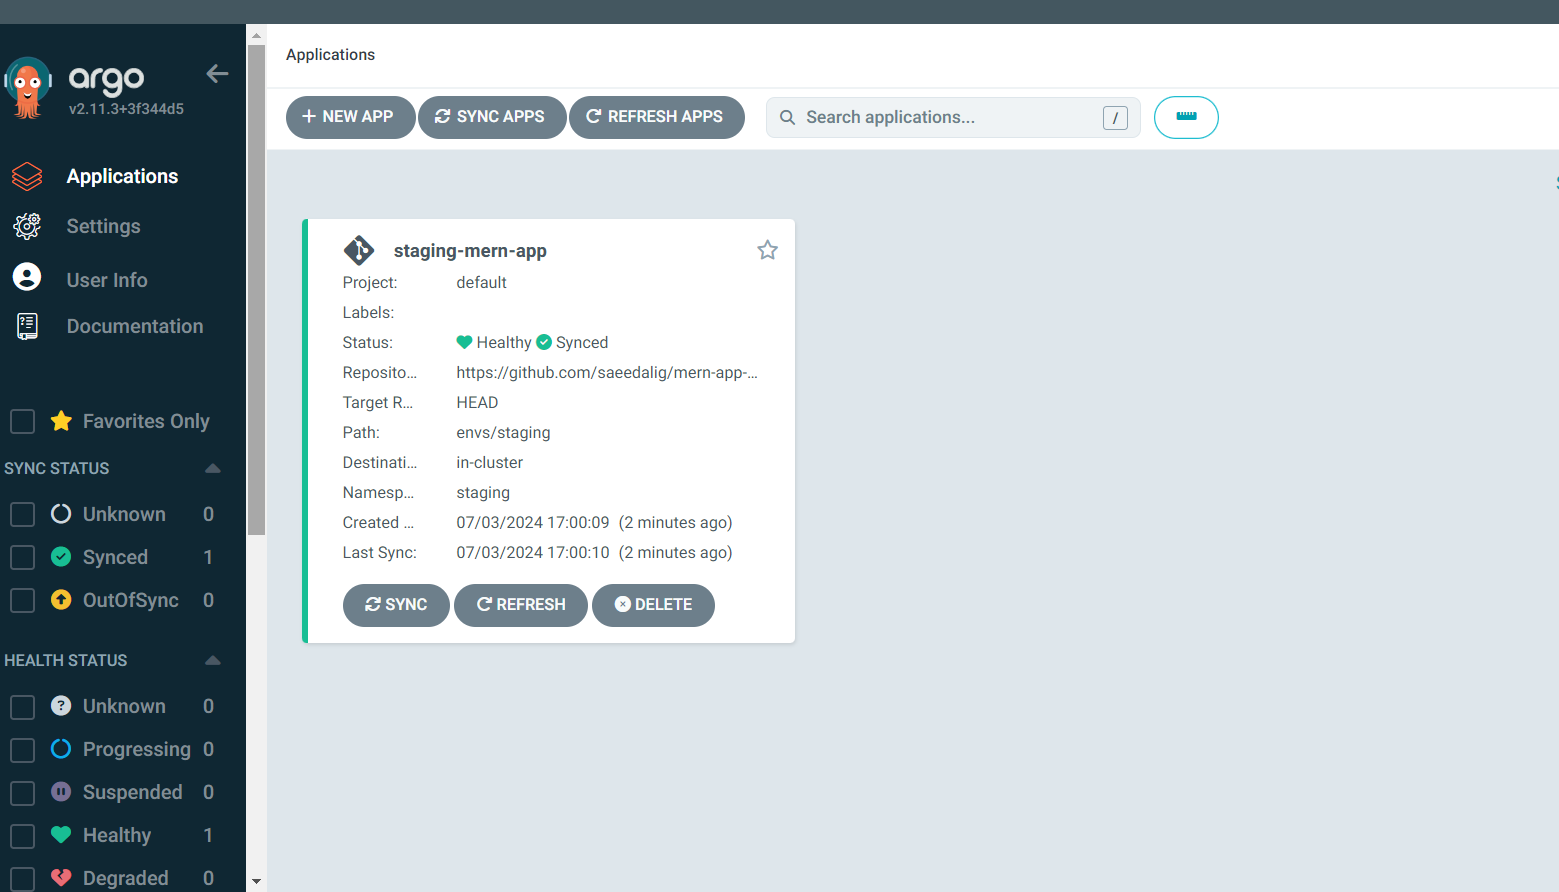 argo
v2.11.3+3f344d5
Applications
Settings
User Info
Documentation
Favorites Only
SYNC STATUS
Unknown 0
Synced 1
OutOfSync 0
HEALTH STATUS
Unknown 0
Progressing 0
Suspended 0
Healthy 1
Degraded 0
Applications
NEW APP SYNC APPS REFRESH APPS Search applications... /
staging-mern-app
Project: default
Labels:
Status: Healthy Synced
Reposito... https://github.com/saeedalig/mern-app-...
Target R... HEAD
Path: envs/staging
Destinati... in-cluster
Namesp... staging
Created ... 07/03/2024 17:00:09 (2 minutes ago)
Last Sync: 07/03/2024 17:00:10 (2 minutes ago)
SYNC REFRESH DELETE